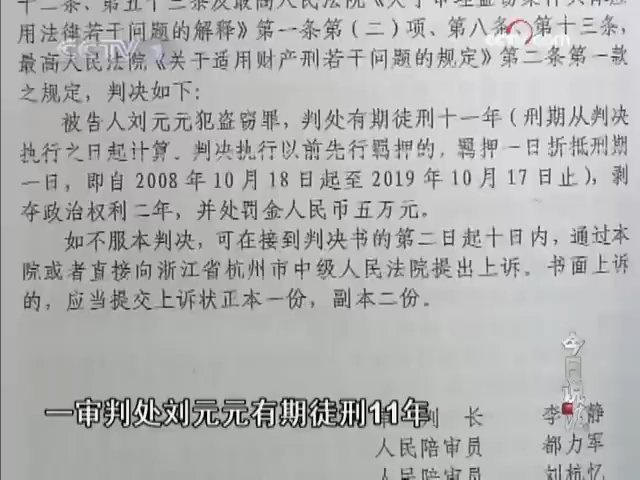 十二条、第五十三条及最高人民法院《关于审理盗窃案件具体应
用法律若干问题的解释》第一条第（二）项、第八条、第十三条，
最高人民法院《关于适用财产刑若干问题的规定》第二条第一款
之规定，判决如下：
被告人刘元元犯盗窃罪，判处有期徒刑十一年（刑期从判决
执行之日起计算。判决执行以前先行羁押的，羁押一日折抵刑期
一日，即自2008年10月18日起至2019年10月17日止），剥
夺政治权利二年，并处罚金人民币五万元。
如不服本判决，可在接到判决书的第二日起十日内，通过本
院或者直接向浙江省杭州市中级人民法院提出上诉。书面上诉
的，应当提交上诉状正本一份，副本二份。
今日说法
一审判处刘元元有期徒刑11年
判 长 李 静
人民陪审员 都力军
人民陪审员 刘杭忆